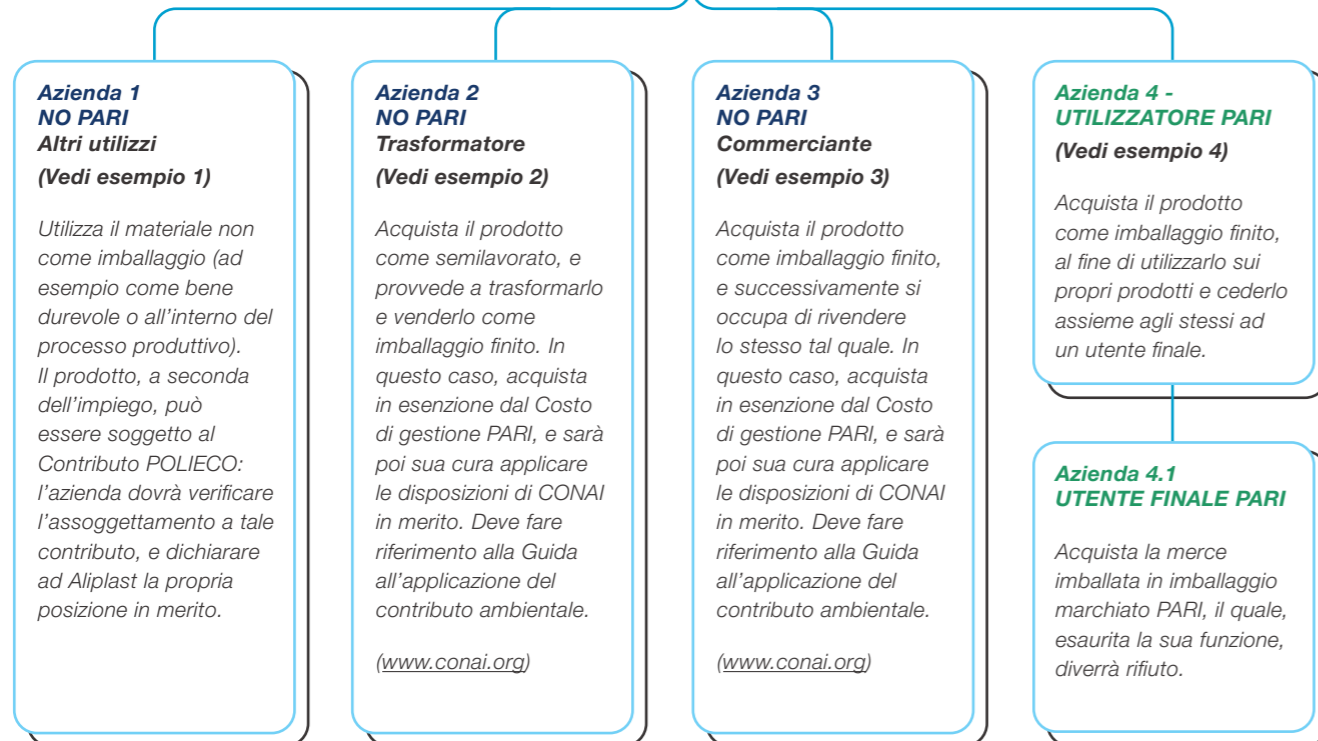 Azienda 1
NO PARI
Altri utilizzi
(Vedi esempio 1)
Utilizza il materiale non
come imballaggio (ad
esempio come bene
durevole o all'interno del
processo produttivo).
Il prodotto, a seconda
dell'impiego, può
essere soggetto al
Contributo POLIECO:
l'azienda dovrà verificare
l'assoggettamento a tale
contributo, e dichiarare
ad Aliplast la propria
posizione in merito.
Azienda 2
NO PARI
Trasformatore
(Vedi esempio 2)
Acquista il prodotto
come semilavorato, e
provvede a trasformarlo
e venderlo come
imballaggio finito. In
questo caso, acquista
in esenzione dal Costo
di gestione PARI, e sarà
poi sua cura applicare
le disposizioni di CONAI
in merito. Deve fare
riferimento alla Guida
all'applicazione del
contributo ambientale.
(www.conai.org)
Azienda 3
NO PARI
Commerciante
(Vedi esempio 3)
Acquista il prodotto
come imballaggio finito,
e successivamente si
occupa di rivendere
lo stesso tal quale. In
questo caso, acquista
in esenzione dal Costo
di gestione PARI, e sarà
poi sua cura applicare
le disposizioni di CONAI
in merito. Deve fare
riferimento alla Guida
all'applicazione del
contributo ambientale.
(www.conai.org)
Azienda 4 -
UTILIZZATORE PARI
(Vedi esempio 4)
Acquista il prodotto
come imballaggio finito,
al fine di utilizzarlo sui
propri prodotti e cederlo
assieme agli stessi ad
un utente finale.
Azienda 4.1
UTENTE FINALE PARI
Acquista la merce
imballata in imballaggio
marchiato PARI, il quale,
esaurita la sua funzione,
diverrà rifiuto.